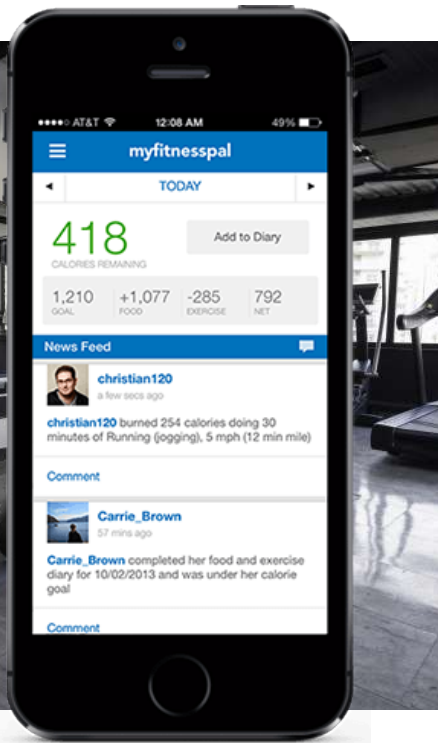 AT&T 12:08 AM 49%
myfitnesspal
TODAY
418
CALORIES REMAINING
Add to Diary
1,210 +1,077 -285 792
GOAL FOOD EXERCISE NET
News Feed
christian120
a few secs ago
christian120 burned 254 calories doing 30
minutes of Running (jogging), 5 mph (12 min mile)
Comment
Carrie_Brown
57 mins ago
Carrie_Brown completed her food and exercise
diary for 10/02/2013 and was under her calorie
goal
Comment